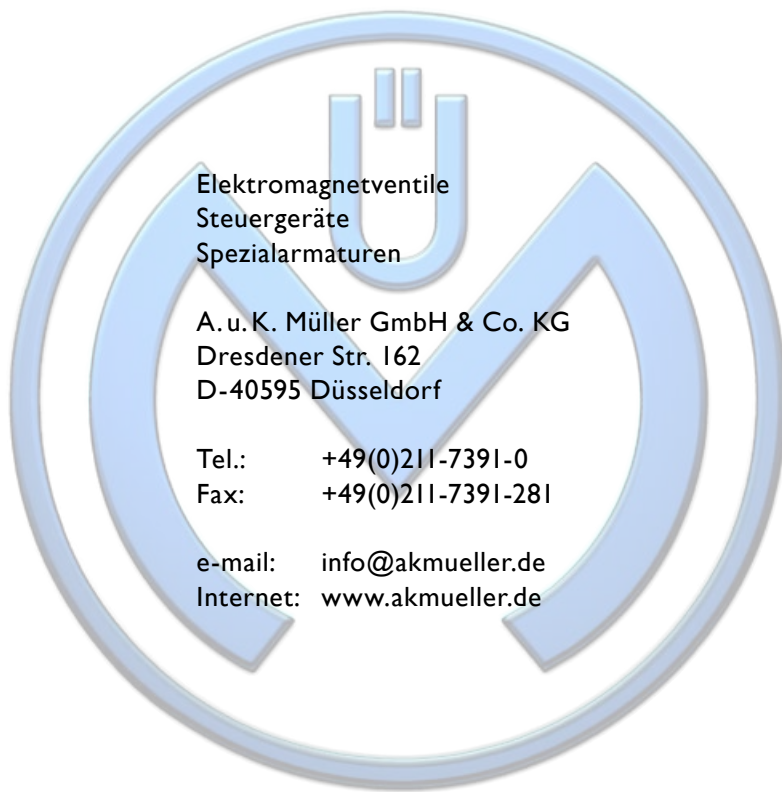 Ü
Elektromagnetventile
Steuergeräte
Spezialarmaturen
A. u. K. Müller GmbH & Co. KG
Dresdener Str. 162
D-40595 Düsseldorf
Tel.: +49(0)211-7391-0
Fax: +49(0)211-7391-281
e-mail: info@akmueller.de
Internet: www.akmueller.de